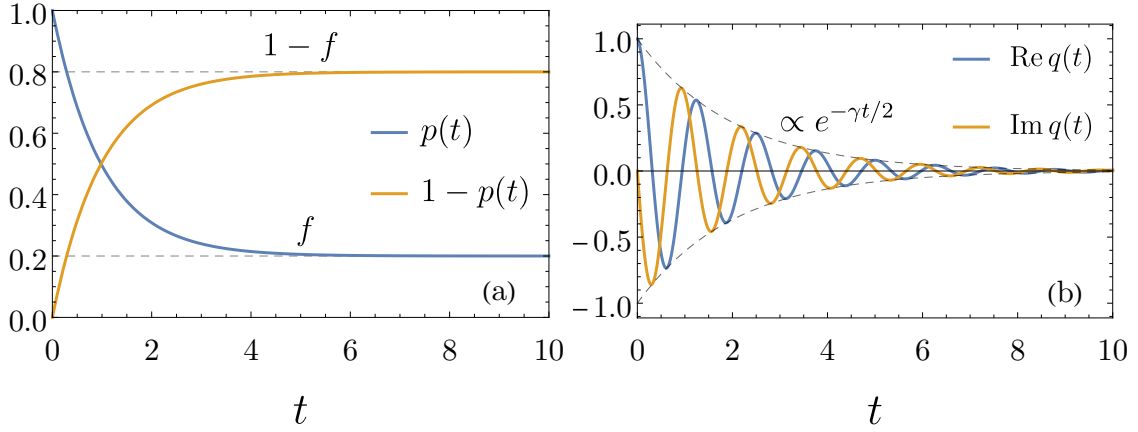 1.0
0.8
0.6
0.4
0.2
0.0
0 2 4 6 8 10
t
1 − f
p(t)
1 − p(t)
f
(a)
1.0
0.5
0.0
−0.5
−1.0
0 2 4 6 8 10
t
Re q(t)
Im q(t)
∝ e^{−γt/2}
(b)